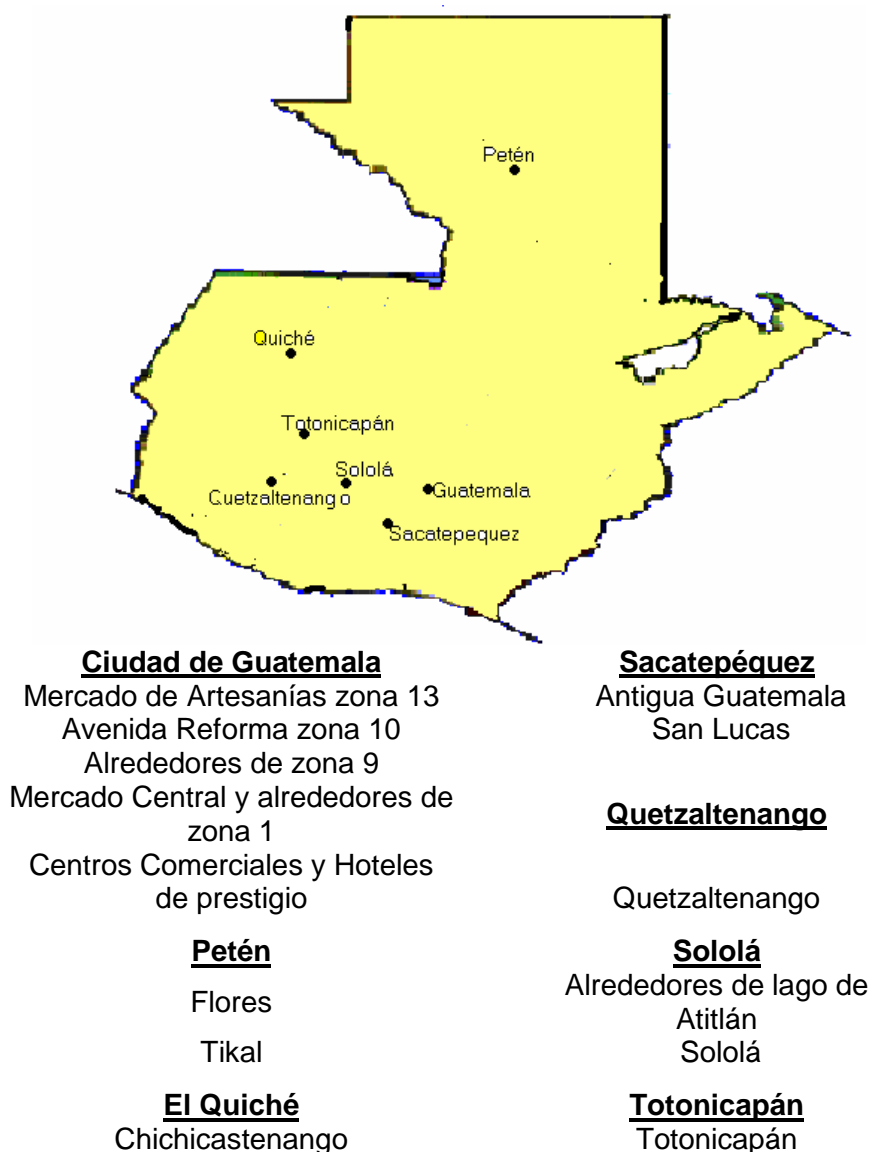 Petén
Quiché
Totonicapán
Sololá
Quetzaltenango
Guatemala
Sacatepequez
Ciudad de Guatemala
Mercado de Artesanías zona 13
Avenida Reforma zona 10
Alrededores de zona 9
Mercado Central y alrededores de
zona 1
Centros Comerciales y Hoteles
de prestigio
Sacatepéquez
Antigua Guatemala
San Lucas
Quetzaltenango
Quetzaltenango
Petén
Flores
Tikal
Sololá
Alrededores de lago de
Atitlán
Sololá
El Quiché
Chichicastenango
Totonicapán
Totonicapán